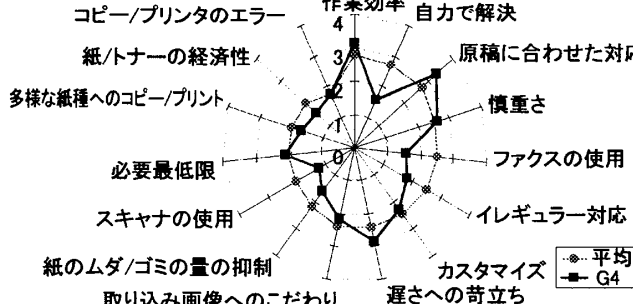 作業効率
コピー/プリンタのエラー
自力で解決
紙/トナーの経済性
原稿に合わせた対応
多様な紙種へのコピー/プリント
慎重さ
必要最低限
ファクスの使用
スキャナの使用
イレギュラー対応
紙のムダ/ゴミの量の抑制
カスタマイズ
取り込み画像へのこだわり
遅さへの苛立ち
4
3
2
1
0
平均
G4